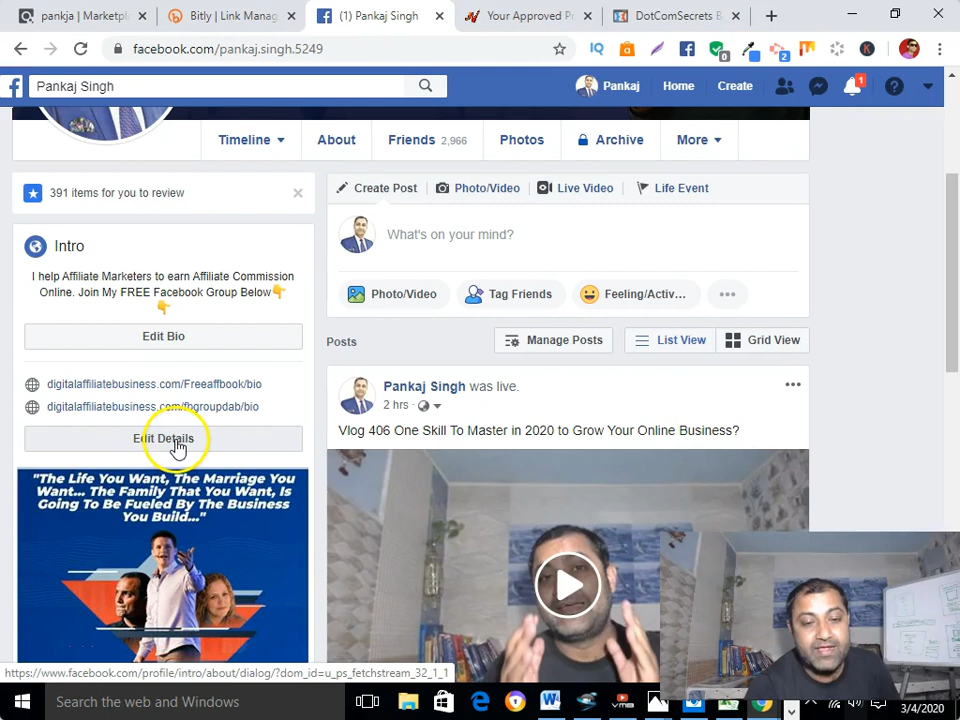 pankja | Marketpl
Bitly | Link Manag
(1) Pankaj Singh
Your Approved Pr
DotComSecrets B
facebook.com/pankaj.singh.5249
0
2
K
Pankaj Singh
Pankaj
Home
Create
1
Timeline
About
Friends 2,966
Photos
Archive
More
391 items for you to review
Create Post
Photo/Video
Live Video
Life Event
Intro
What's on your mind?
I help Affiliate Marketers to earn Affiliate Commission
Online. Join My FREE Facebook Group Below👇
👇
Photo/Video
Tag Friends
Feeling/Activ...
Edit Bio
Posts
Manage Posts
List View
Grid View
digitalaffiliatebusiness.com/Freeaffbook/bio
digitalaffiliatebusiness.com/fbgroupdab/bio
Pankaj Singh was live.
2 hrs
Edit Details
Vlog 406 One Skill To Master in 2020 to Grow Your Online Business?
"The Life You Want, The Marriage You
Want... The Family That You Want, Is
Going To Be Fueled By The Business
You Build..."
https://www.facebook.com/profile/intro/about/dialog/?dom_id=u_ps_fetchstream_32_1_1
Search the web and Windows
3/4/2020